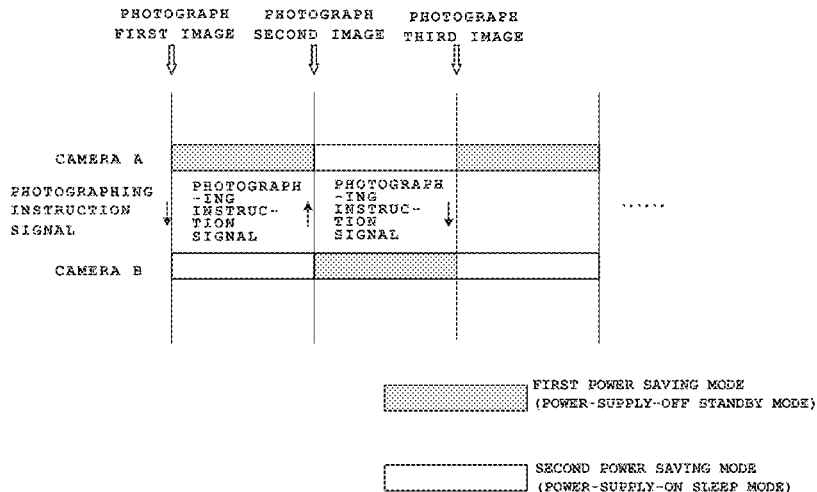 PHOTOGRAPH
FIRST IMAGE
PHOTOGRAPH
SECOND IMAGE
PHOTOGRAPH
THIRD IMAGE
CAMERA A
PHOTOGRAPHING
INSTRUCTION
SIGNAL
PHOTOGRAPH
-ING
INSTRUC-
TION
SIGNAL
PHOTOGRAPH
-ING
INSTRUC-
TION
SIGNAL
......
CAMERA B
FIRST POWER SAVING MODE
(POWER-SUPPLY-OFF STANDBY MODE)
SECOND POWER SAVING MODE
(POWER-SUPPLY-ON SLEEP MODE)